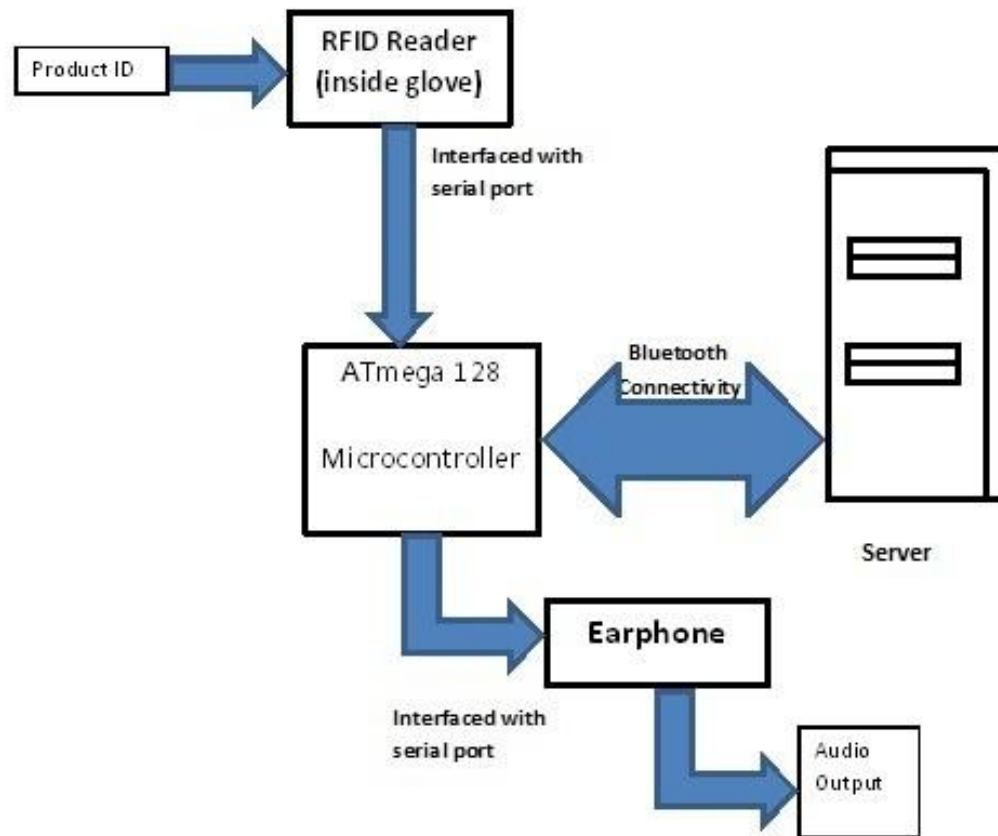 Product ID
RFID Reader
(inside glove)
Interfaced with
serial port
ATmega 128
Microcontroller
Bluetooth
Connectivity
Server
Earphone
Interfaced with
serial port
Audio
Output